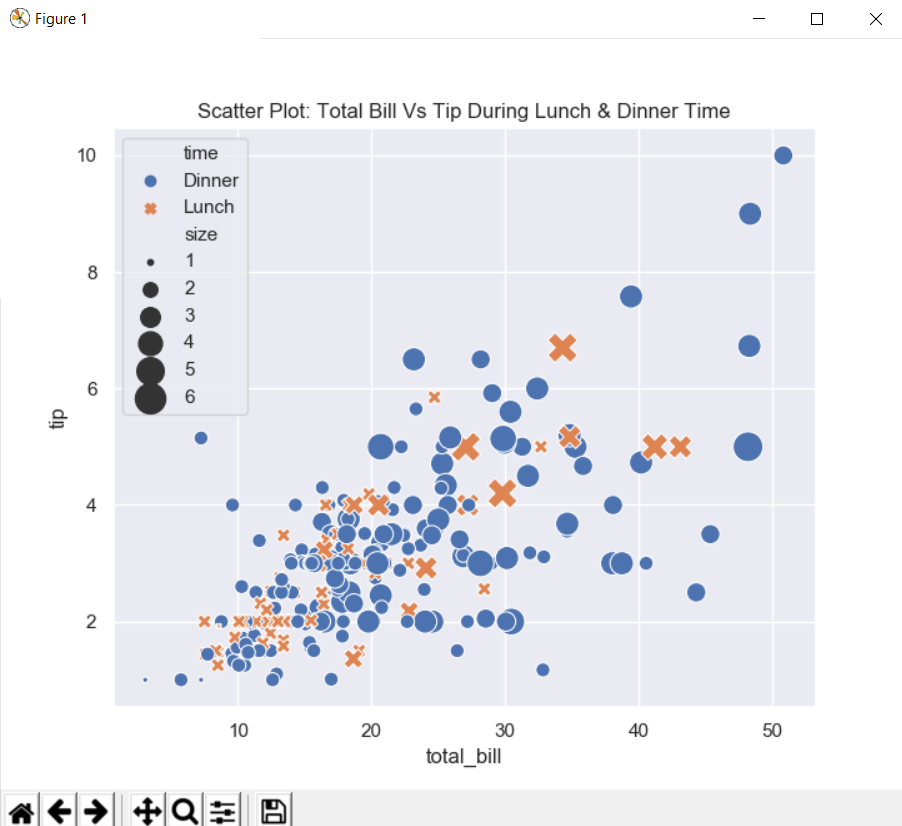 Figure 1
Scatter Plot: Total Bill Vs Tip During Lunch & Dinner Time
time
Dinner
Lunch
size
1
2
3
4
5
6
10
8
6
4
2
tip
10 20 30 40 50
total_bill